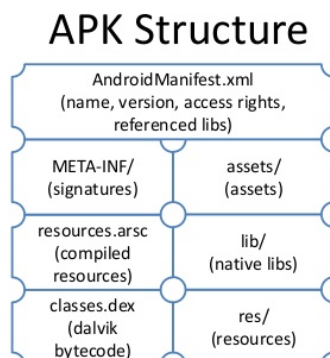 APK Structure
AndroidManifest.xml
(name, version, access rights,
referenced libs)
META-INF/
(signatures)
assets/
(assets)
resources.arsc
(compiled
resources)
lib/
(native libs)
classes.dex
(dalvik
bytecode)
res/
(resources)